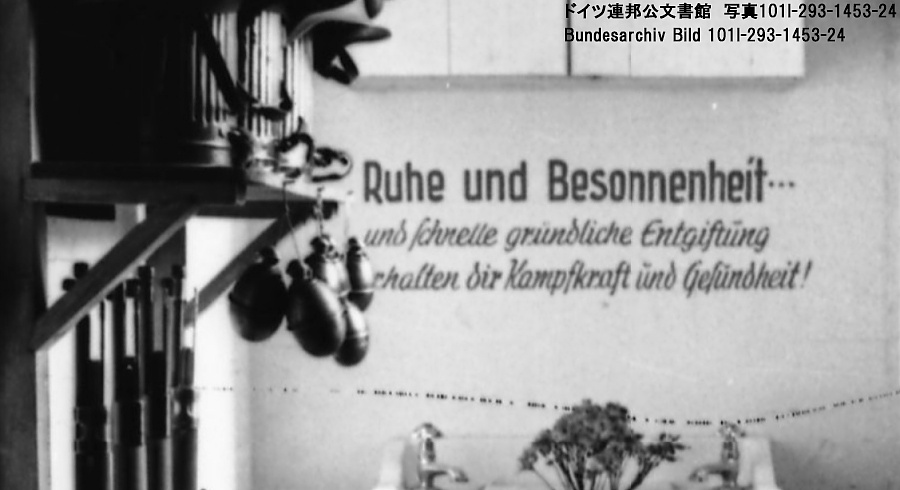 ドイツ連邦公文書館 写真101I-293-1453-24
Bundesarchiv Bild 101I-293-1453-24
Ruhe und Besonnenheit...
und schnelle gründliche Entgiftung
rhalten dir Kampfkraft und Gesundheit!